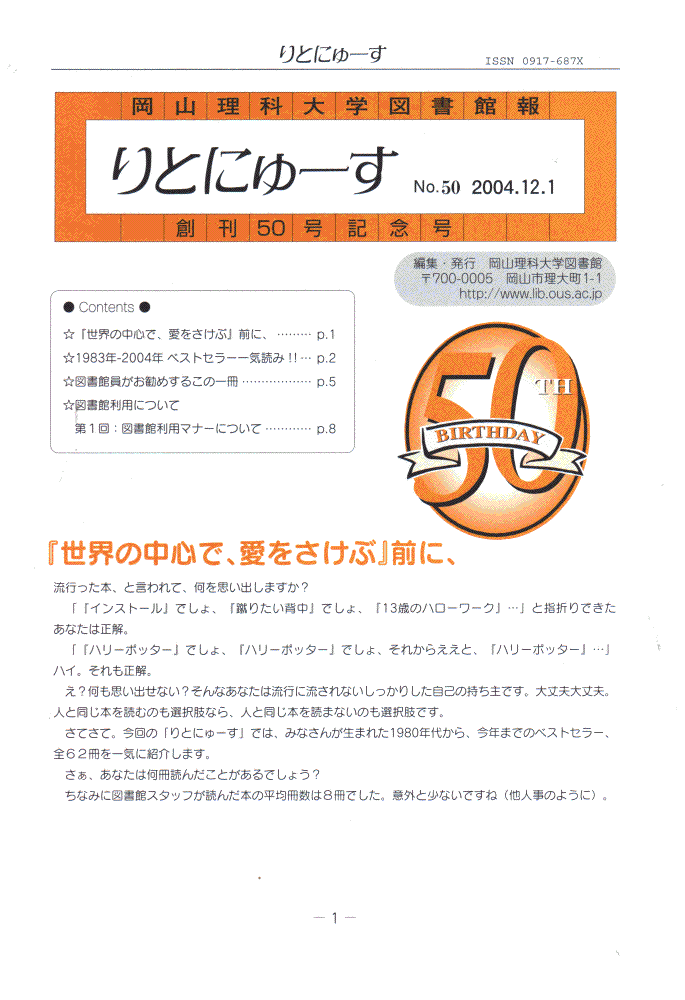 りとにゅーす
ISSN 0917-687X
岡山理科大学図書館報
りとにゅーす No.50 2004.12.1
創刊50号記念号
編集・発行　岡山理科大学図書館
〒700-0005　岡山市理大町1-1
http://www.lib.ous.ac.jp
● Contents ●
☆『世界の中心で、愛をさけぶ』前に、 ……… p.1
☆1983年-2004年 ベストセラー一気読み !! … p.2
☆図書館員がお勧めするこの一冊 ……………… p.5
☆図書館利用について
第１回：図書館利用マナーについて ………… p.8
50TH
BIRTHDAY
『世界の中心で、愛をさけぶ』前に、
流行った本、と言われて、何を思い出しますか？
「『インストール』でしょ、『蹴りたい背中』でしょ、『13歳のハローワーク』…」と指折りできた
あなたは正解。
「『ハリーポッター』でしょ、『ハリーポッター』でしょ、それからええと、『ハリーポッター』…」
ハイ。それも正解。
え？何も思い出せない？そんなあなたは流行に流されないしっかりした自己の持ち主です。大丈夫大丈夫。
人と同じ本を読むのも選択肢なら、人と同じ本を読まないのも選択肢です。
さてさて。今回の「りとにゅーす」では、みなさんが生まれた1980年代から、今年までのベストセラー、
全６２冊を一気に紹介します。
さぁ、あなたは何冊読んだことがあるでしょう？
ちなみに図書館スタッフが読んだ本の平均冊数は８冊でした。意外と少ないですね（他人事のように）。
— 1 —